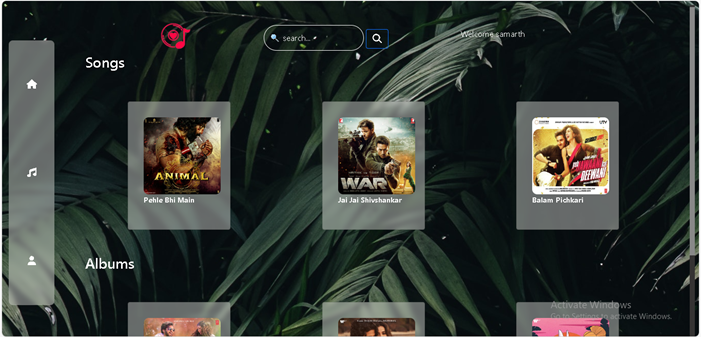 search...
Welcome samarth
Songs
ANIMAL
Pehle Bhi Main
WAR
Jai Jai Shivshankar
DEEWANI
Balam Pichkari
Albums
Activate Windows
Go to Settings to activate Windows.